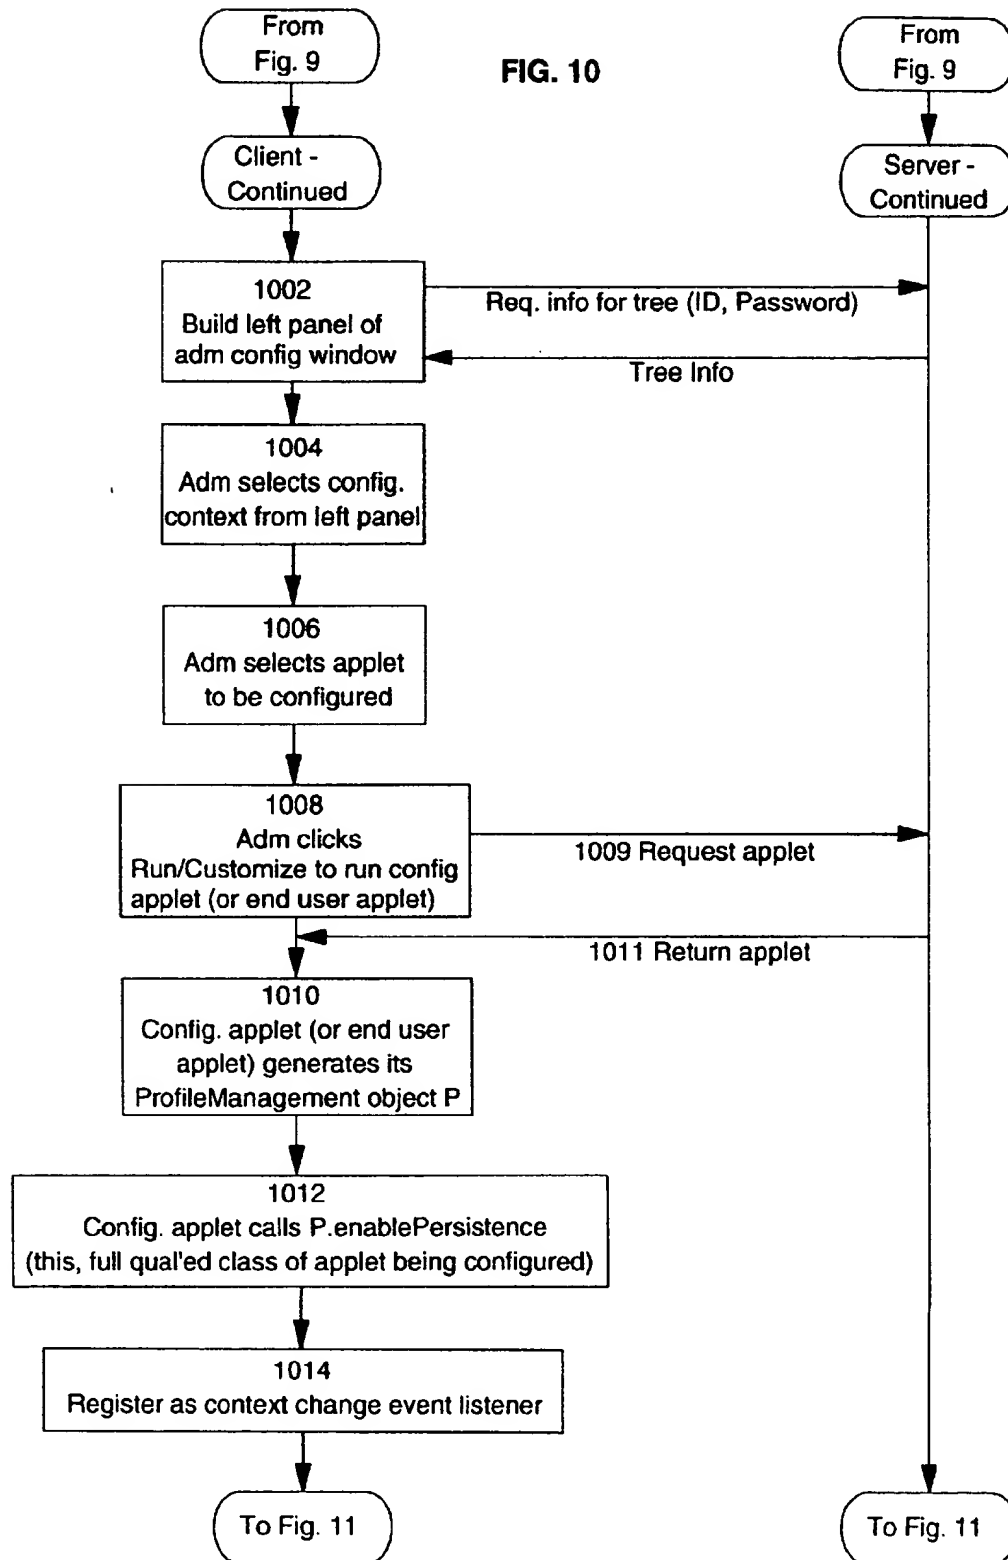 From
Fig. 9
FIG. 10
From
Fig. 9
Client -
Continued
Server -
Continued
1002
Build left panel of
adm config window
Req. info for tree (ID, Password)
Tree Info
1004
Adm selects config.
context from left panel
1006
Adm selects applet
to be configured
1008
Adm clicks
Run/Customize to run config
applet (or end user applet)
1009 Request applet
1011 Return applet
1010
Config. applet (or end user
applet) generates its
ProfileManagement object P
1012
Config. applet calls P.enablePersistence
(this, full qual'ed class of applet being configured)
1014
Register as context change event listener
To Fig. 11
To Fig. 11